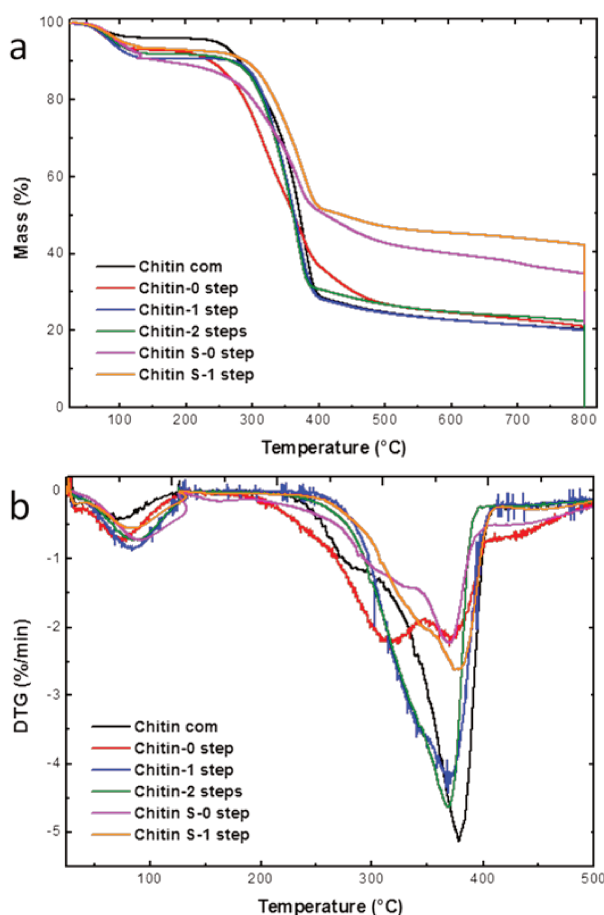 a
100
80
60
40
20
0
Mass (%)
Chitin com
Chitin-0 step
Chitin-1 step
Chitin-2 steps
Chitin S-0 step
Chitin S-1 step
100 200 300 400 500 600 700 800
Temperature (°C)
b
0
-1
-2
-3
-4
-5
DTG (%/min)
Chitin com
Chitin-0 step
Chitin-1 step
Chitin-2 steps
Chitin S-0 step
Chitin S-1 step
100 200 300 400 500
Temperature (°C)